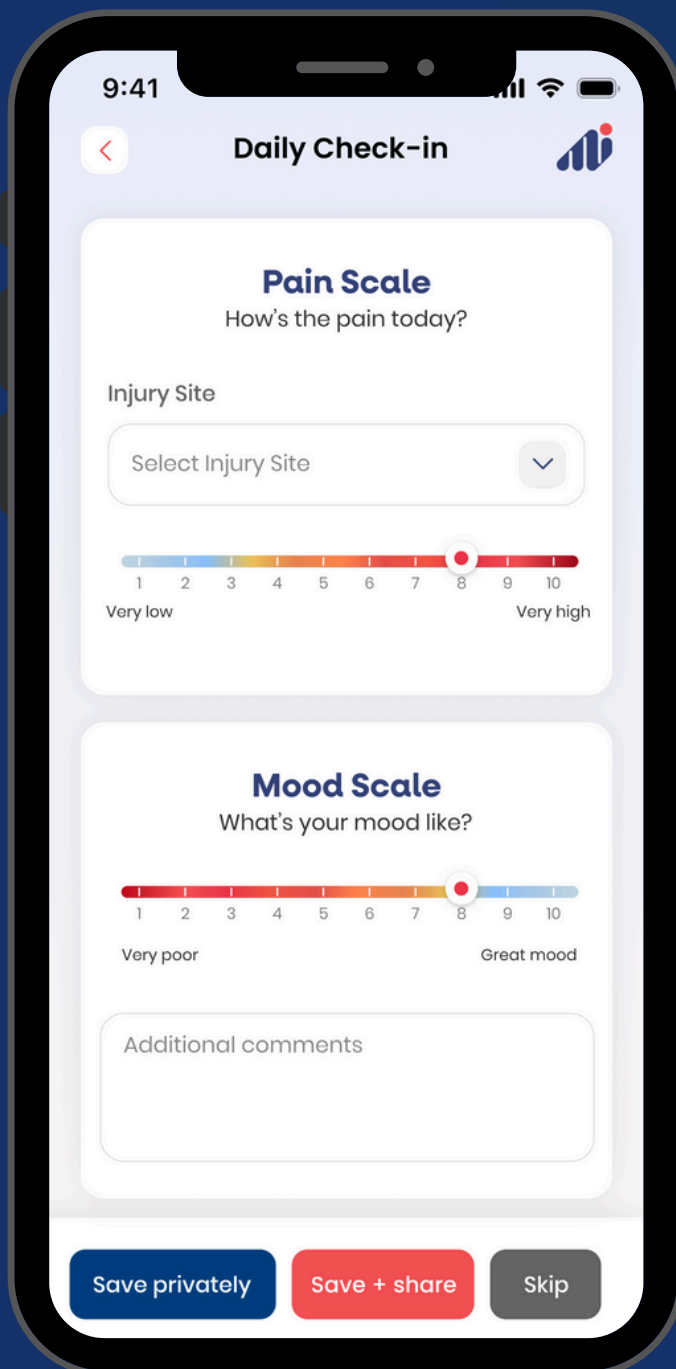 9:41
Daily Check-in
Pain Scale
How's the pain today?
Injury Site
Select Injury Site
1 2 3 4 5 6 7 8 9 10
Very low Very high
Mood Scale
What's your mood like?
1 2 3 4 5 6 7 8 9 10
Very poor Great mood
Additional comments
Save privately Save + share Skip